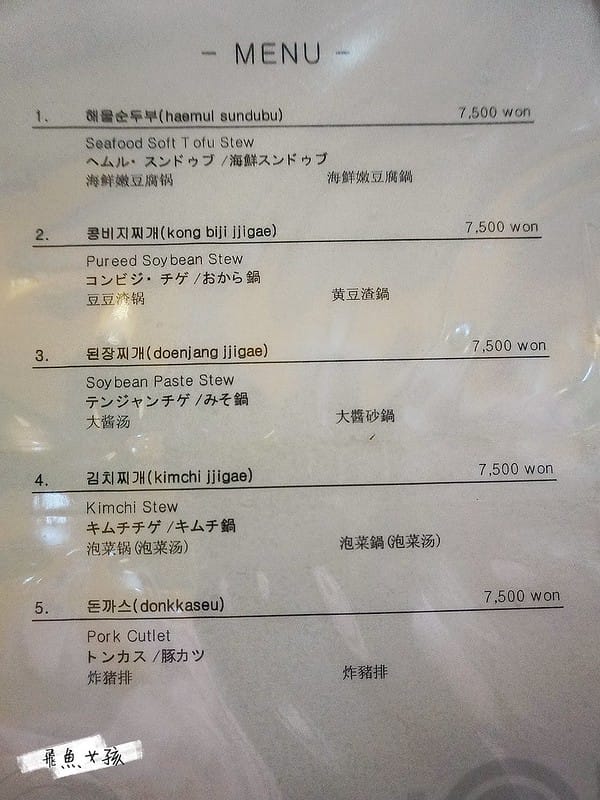 - MENU -
1. 해물순두부(haemul sundubu) 7,500 won
Seafood Soft Tofu Stew
ヘムル・スンドゥブ /海鮮スンドゥブ
海鲜嫩豆腐锅 海鮮嫩豆腐鍋
2. 콩비지찌개(kong biji jjigae) 7,500 won
Pureed Soybean Stew
コンビジ・チゲ /おから鍋
豆豆渣锅 黄豆渣鍋
3. 된장찌개(doenjang jjigae) 7,500 won
Soybean Paste Stew
テンジャンチゲ /みそ鍋
大酱汤 大醬砂鍋
4. 김치찌개(kimchi jjigae) 7,500 won
Kimchi Stew
キムチチゲ /キムチ鍋
泡菜锅(泡菜汤) 泡菜鍋(泡菜汤)
5. 돈까스(donkkaseu) 7,500 won
Pork Cutlet
トンカス /豚カツ
炸猪排 炸豬排
飛魚女孩